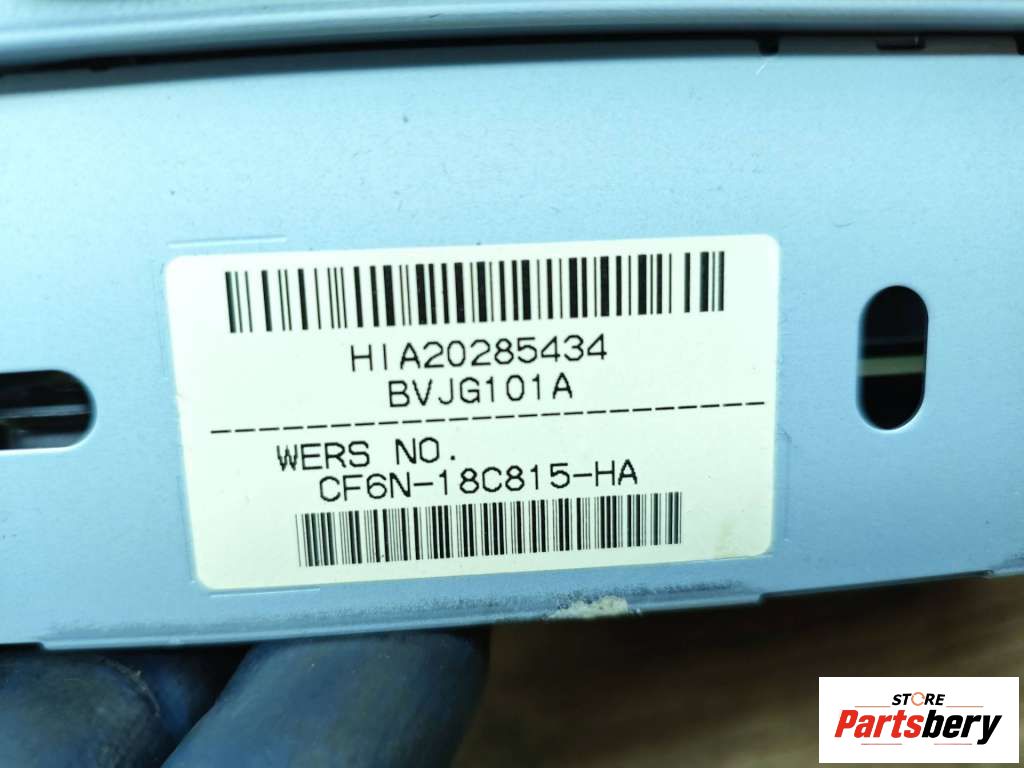 HIA20285434
BVJG101A
WERS NO.
CF6N-18C815-HA
STORE
Partsbery